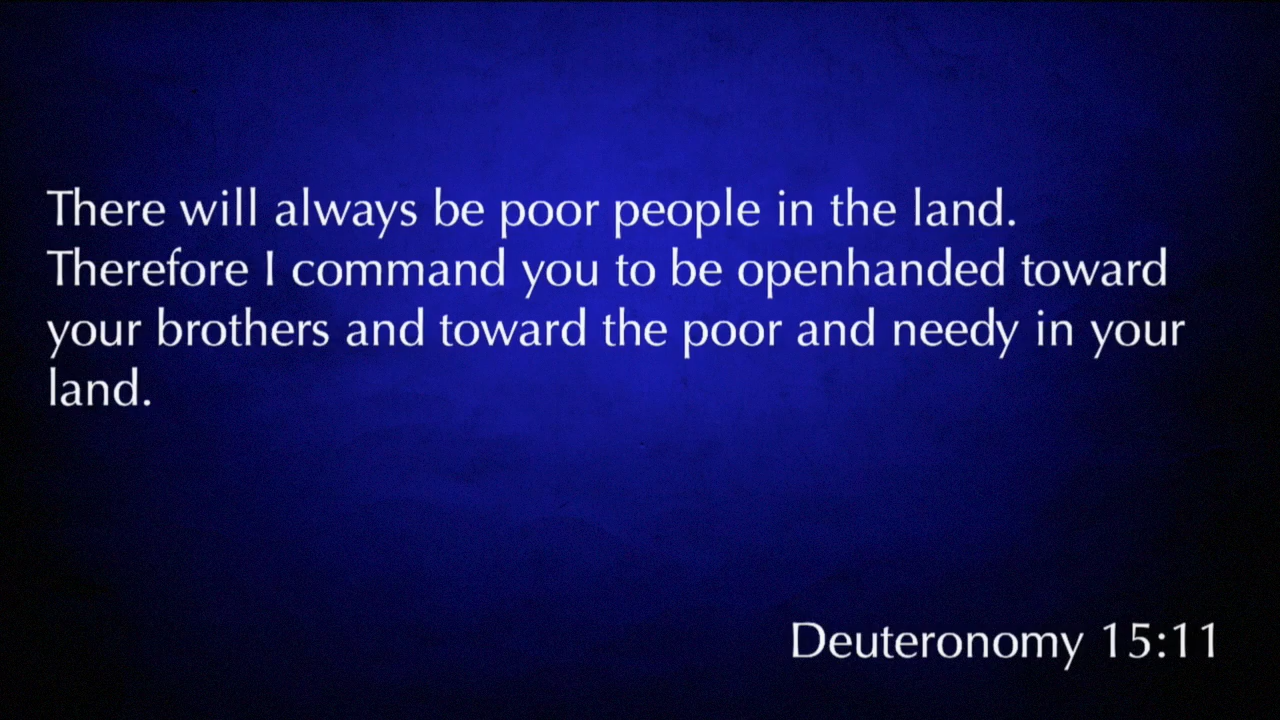 There will always be poor people in the land.
Therefore I command you to be openhanded toward
your brothers and toward the poor and needy in your
land.
Deuteronomy 15:11